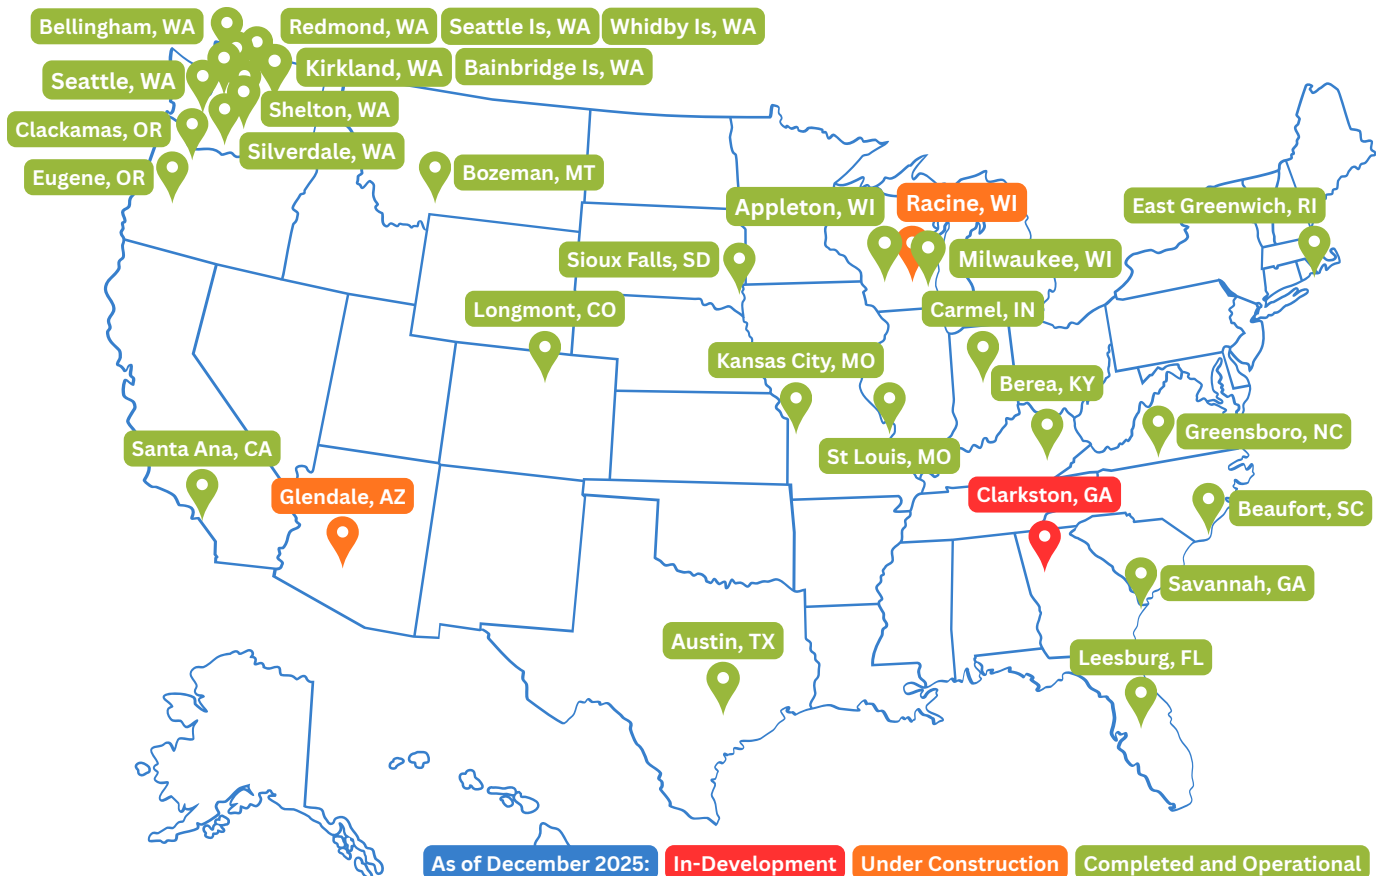 Bellingham, WA
Redmond, WA
Seattle Is, WA
Whidby Is, WA
Seattle, WA
Kirkland, WA
Bainbridge Is, WA
Shelton, WA
Clackamas, OR
Silverdale, WA
Eugene, OR
Bozeman, MT
Appleton, WI
Racine, WI
East Greenwich, RI
Sioux Falls, SD
Milwaukee, WI
Longmont, CO
Carmel, IN
Kansas City, MO
Berea, KY
Santa Ana, CA
St Louis, MO
Greensboro, NC
Glendale, AZ
Clarkston, GA
Beaufort, SC
Savannah, GA
Austin, TX
Leesburg, FL
As of December 2025:
In-Development
Under Construction
Completed and Operational